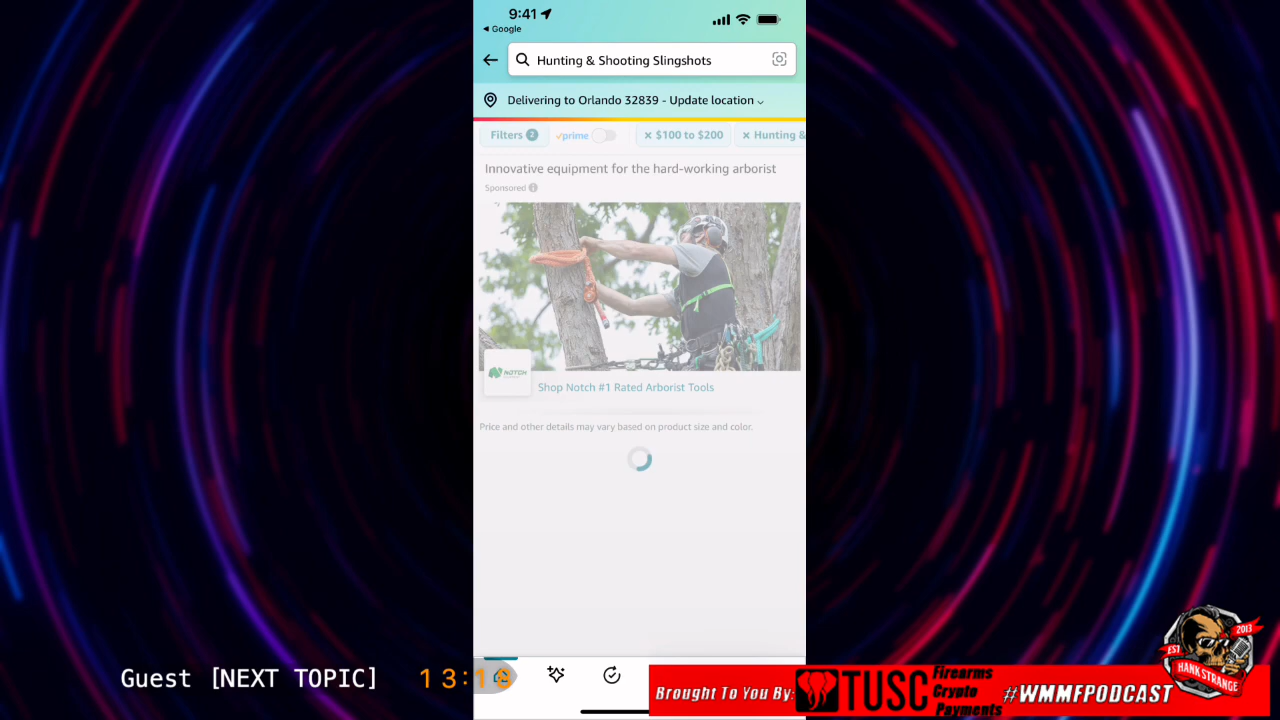 9:41
Google
Hunting & Shooting Slingshots
Delivering to Orlando 32839 - Update location
Filters 2
prime
× $100 to $200
× Hunting &
Innovative equipment for the hard-working arborist
Sponsored
NOTCH
Shop Notch #1 Rated Arborist Tools
Price and other details may vary based on product size and color.
Guest [NEXT TOPIC]
Brought To You By:
TUSC
Firearms
Crypto
Payments
#WMMFPODCAST
EST
2013
HANK STRANGE